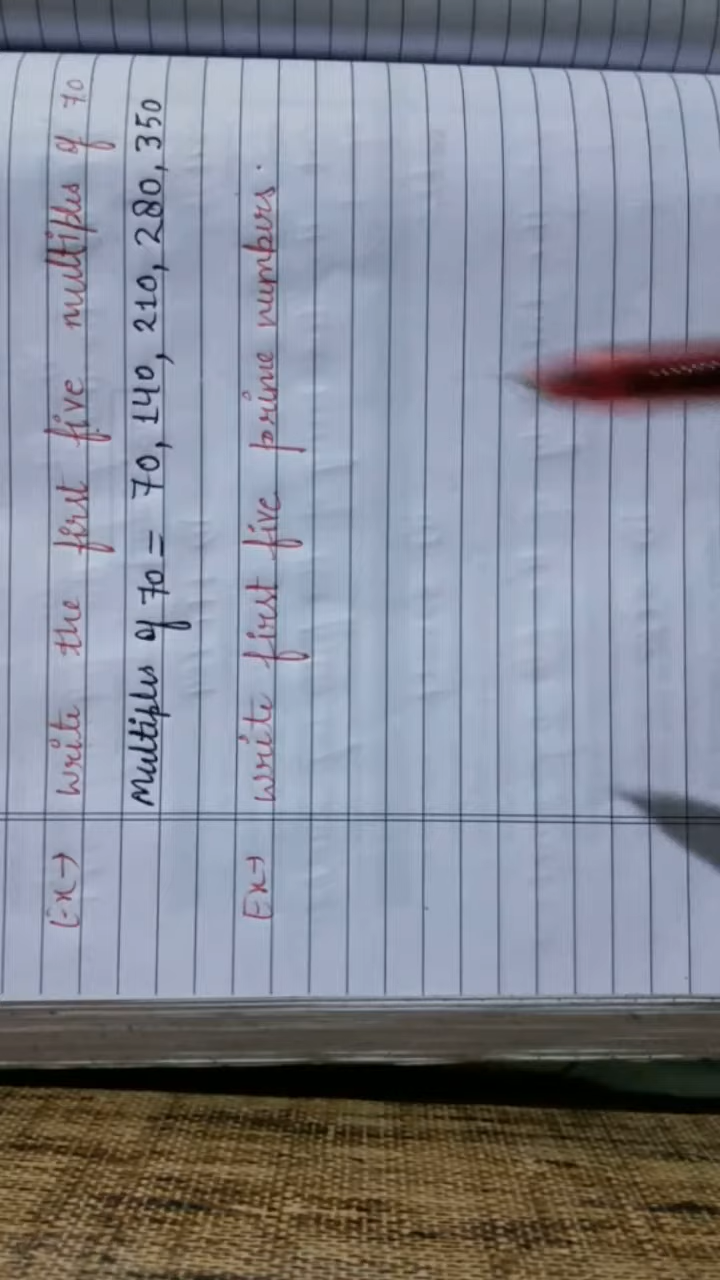 Ex→ Write the first five multiples of 70
Multiples of 70 = 70, 140, 210, 280, 350
Ex→ Write first five prime numbers.